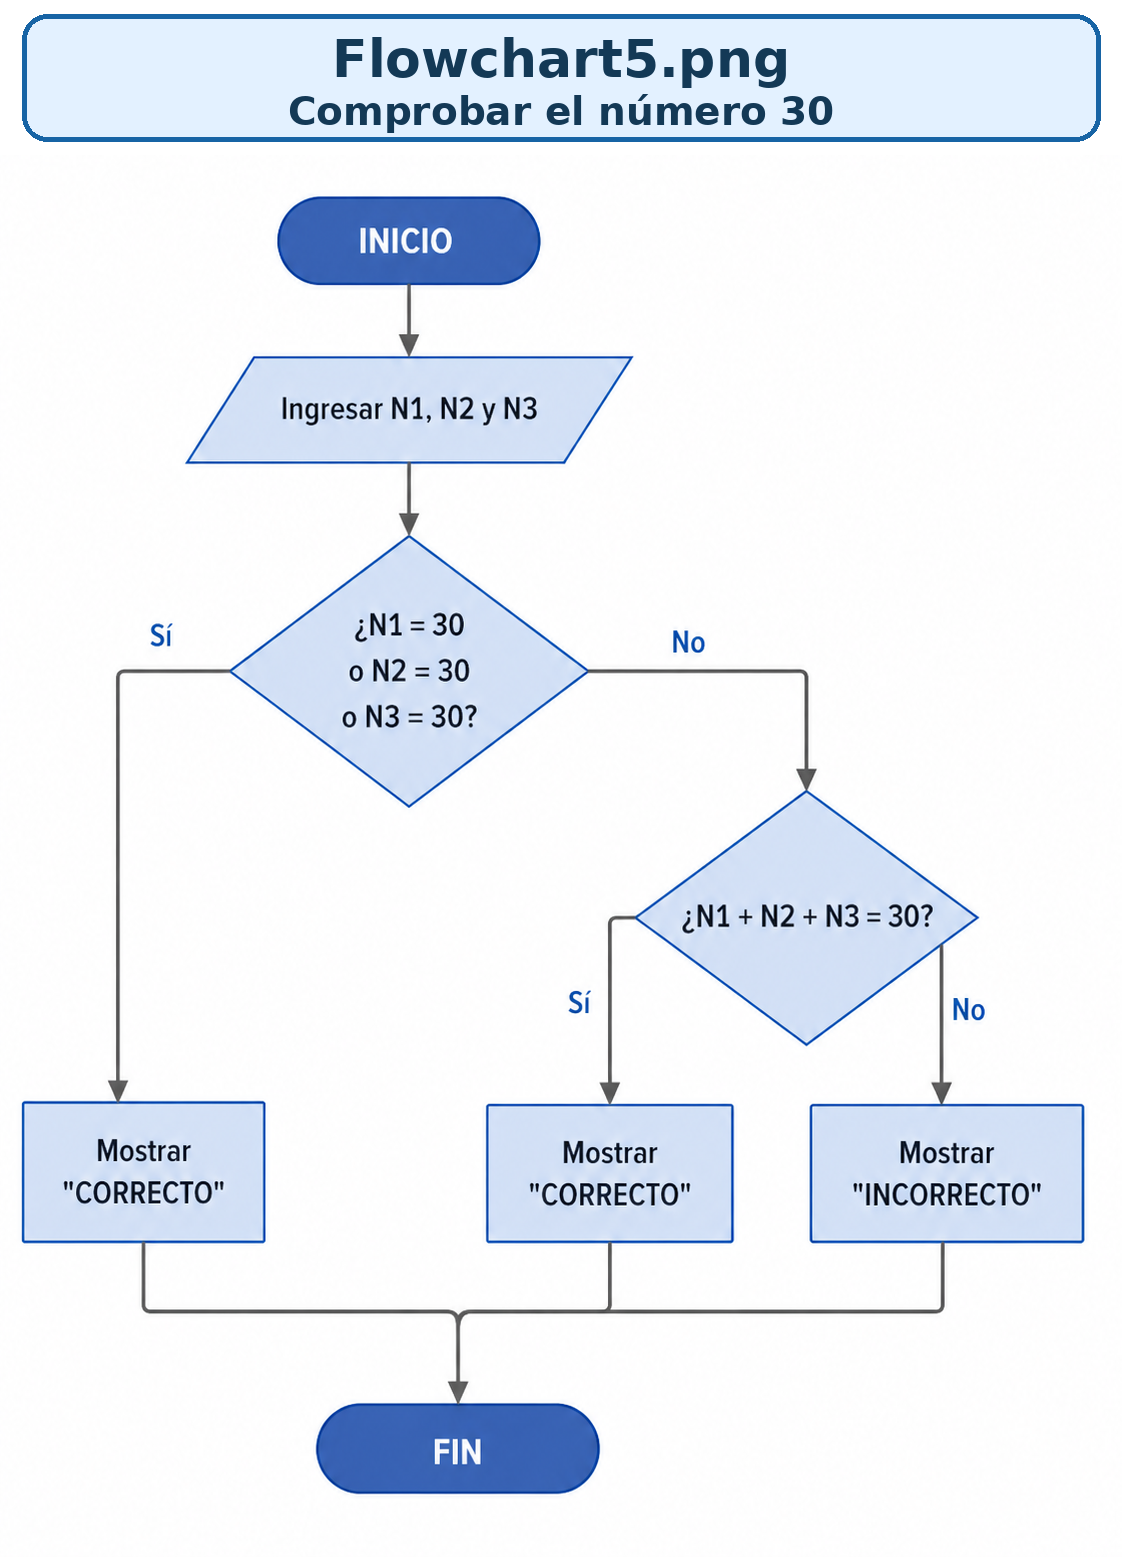 Flowchart5.png
Comprobar el número 30
INICIO
Ingresar N1, N2 y N3
¿N1 = 30
o N2 = 30
o N3 = 30?
Sí
No
¿N1 + N2 + N3 = 30?
Sí
No
Mostrar
"CORRECTO"
Mostrar
"CORRECTO"
Mostrar
"INCORRECTO"
FIN